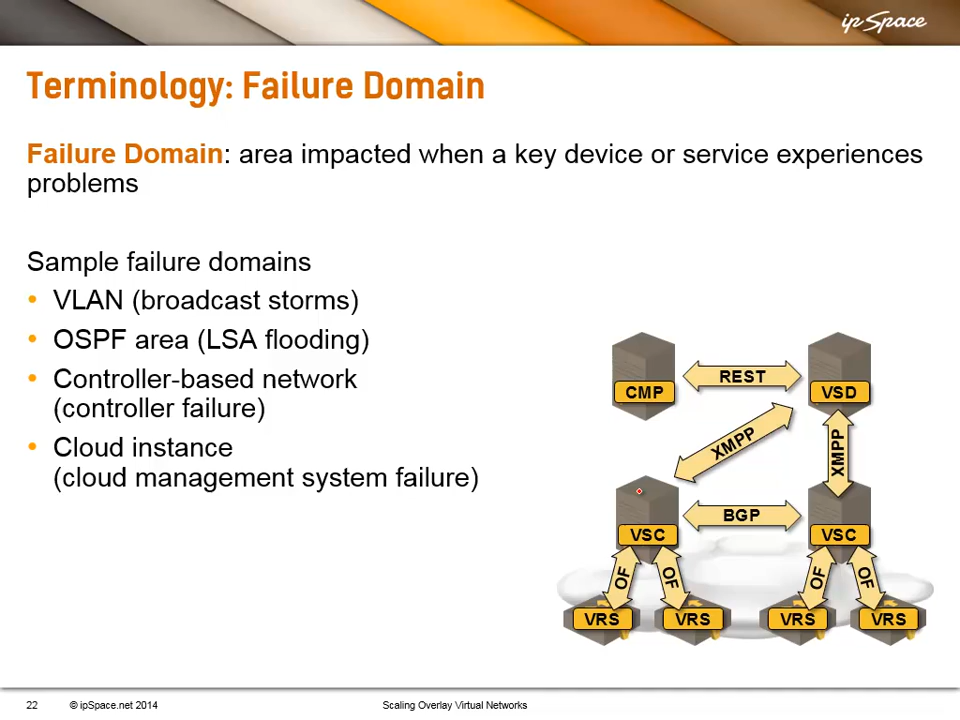 ipSpace
Terminology: Failure Domain
Failure Domain: area impacted when a key device or service experiences
problems
Sample failure domains
• VLAN (broadcast storms)
• OSPF area (LSA flooding)
• Controller-based network
(controller failure)
• Cloud instance
(cloud management system failure)
CMP
REST
VSD
XMPP
XMPP
VSC
BGP
VSC
OF
OF
OF
OF
VRS
VRS
VRS
VRS
22 © ipSpace.net 2014 Scaling Overlay Virtual Networks